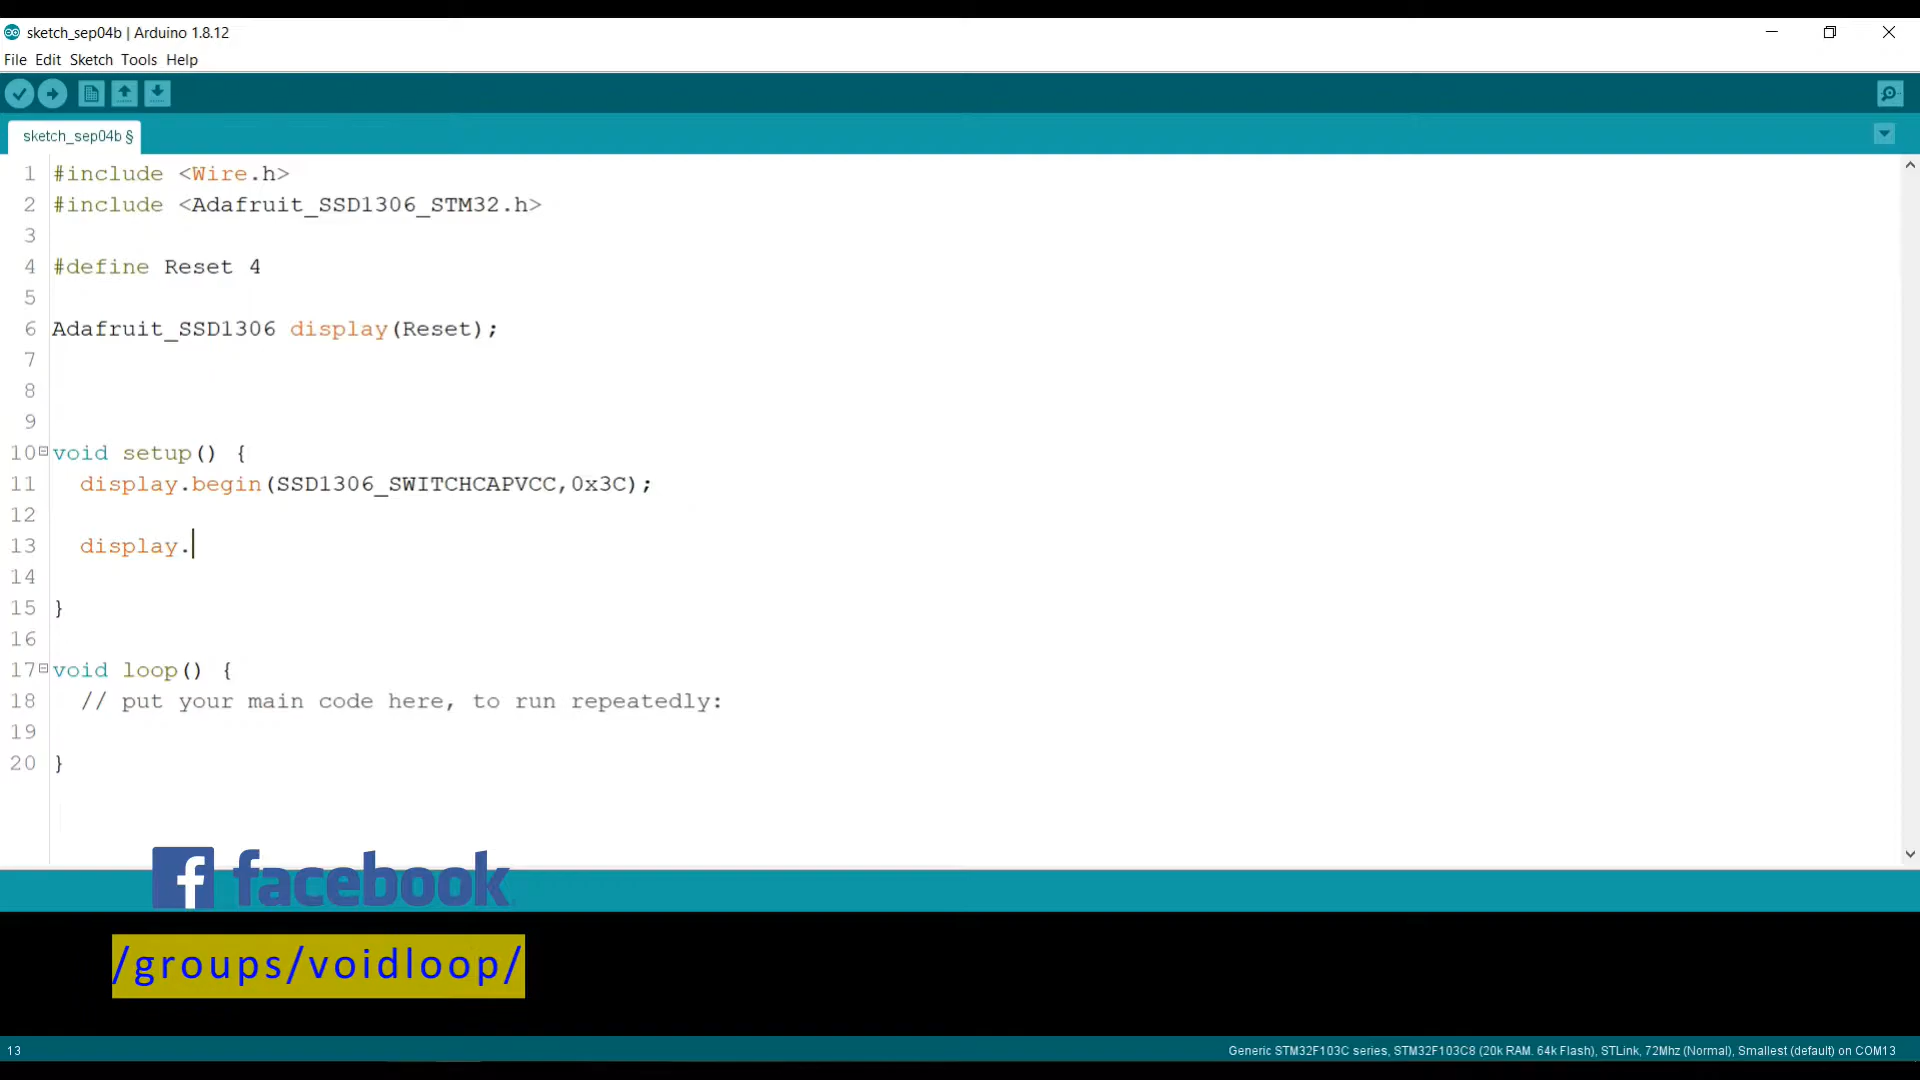 sketch_sep04b | Arduino 1.8.12
File Edit Sketch Tools Help
sketch_sep04b §
1 #include <Wire.h>
2 #include <Adafruit_SSD1306_STM32.h>
3
4 #define Reset 4
5
6 Adafruit_SSD1306 display(Reset);
7
8
9
10 void setup() {
11 display.begin(SSD1306_SWITCHCAPVCC,0x3C);
12
13 display.
14
15 }
16
17 void loop() {
18 // put your main code here, to run repeatedly:
19
20 }
f facebook
/groups/voidloop/
13 Generic STM32F103C series, STM32F103C8 (20k RAM. 64k Flash), STLink, 72Mhz (Normal), Smallest (default) on COM13